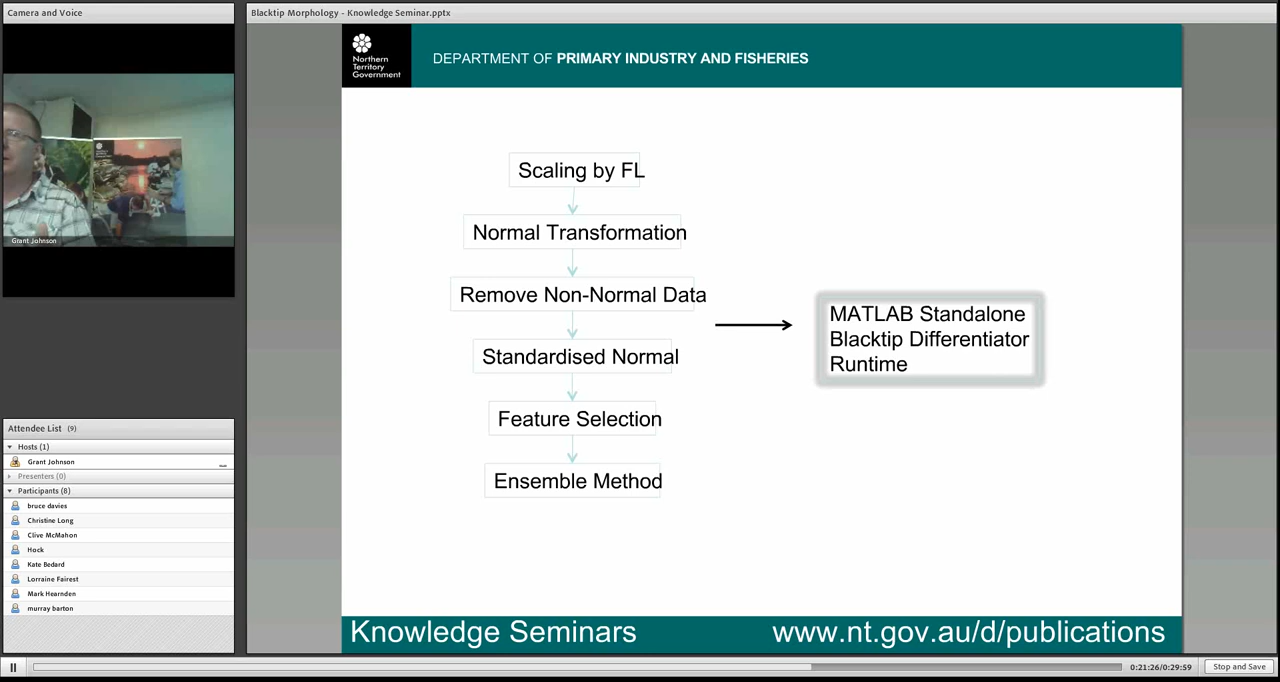 Camera and Voice
Grant Johnson
Attendee List (9)
Hosts (1)
Grant Johnson
Presenters (0)
Participants (8)
bruce davies
Christine Long
Clive McMahon
Hock
Kate Bedard
Lorraine Fairest
Mark Hearnden
murray barton
Blacktip Morphology - Knowledge Seminar.pptx
Northern
Territory
Government
DEPARTMENT OF PRIMARY INDUSTRY AND FISHERIES
Scaling by FL
Normal Transformation
Remove Non-Normal Data
Standardised Normal
Feature Selection
Ensemble Method
MATLAB Standalone
Blacktip Differentiator
Runtime
Knowledge Seminars
www.nt.gov.au/d/publications
0:21:26/0:29:59
Stop and Save